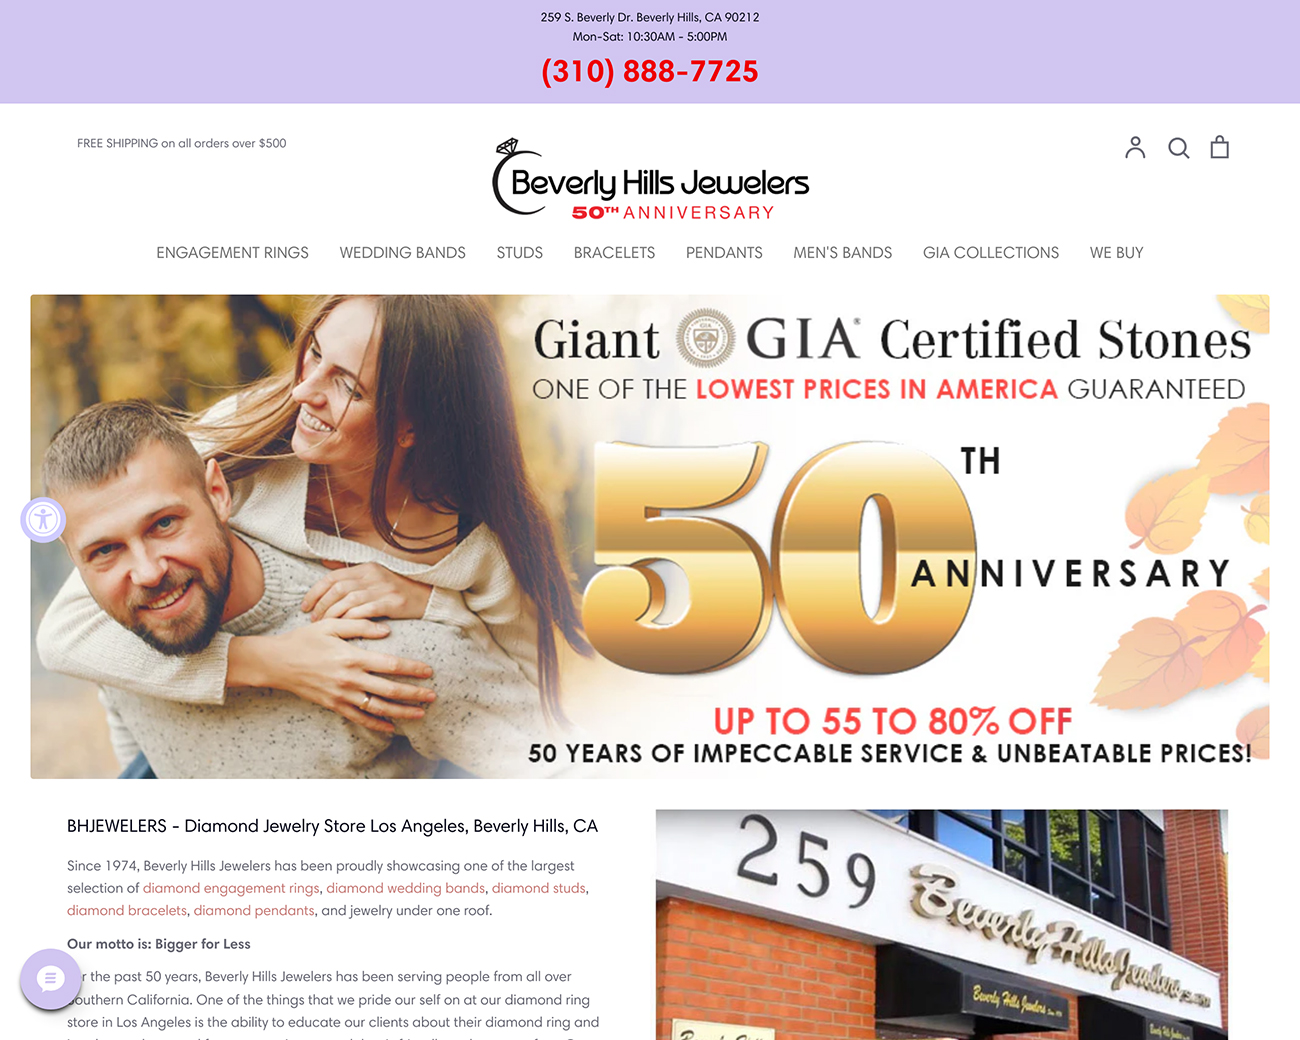 259 S. Beverly Dr. Beverly Hills, CA 90212
Mon-Sat: 10:30AM - 5:00PM
(310) 888-7725
FREE SHIPPING on all orders over $500
Beverly Hills Jewelers
50TH ANNIVERSARY
ENGAGEMENT RINGS
WEDDING BANDS
STUDS
BRACELETS
PENDANTS
MEN'S BANDS
GIA COLLECTIONS
WE BUY
Giant GIA® Certified Stones
ONE OF THE LOWEST PRICES IN AMERICA GUARANTEED
50TH
ANNIVERSARY
UP TO 55 TO 80% OFF
50 YEARS OF IMPECCABLE SERVICE & UNBEATABLE PRICES!
BHJEWELERS - Diamond Jewelry Store Los Angeles, Beverly Hills, CA
Since 1974, Beverly Hills Jewelers has been proudly showcasing one of the largest
selection of diamond engagement rings, diamond wedding bands, diamond studs,
diamond bracelets, diamond pendants, and jewelry under one roof.
Our motto is: Bigger for Less
r the past 50 years, Beverly Hills Jewelers has been serving people from all over
outhern California. One of the things that we pride our self on at our diamond ring
store in Los Angeles is the ability to educate our clients about their diamond ring and
259
Beverly Hills Jewelers
Beverly Hills Jewelers
Beverly Hills Jewelers
Beverly Hills